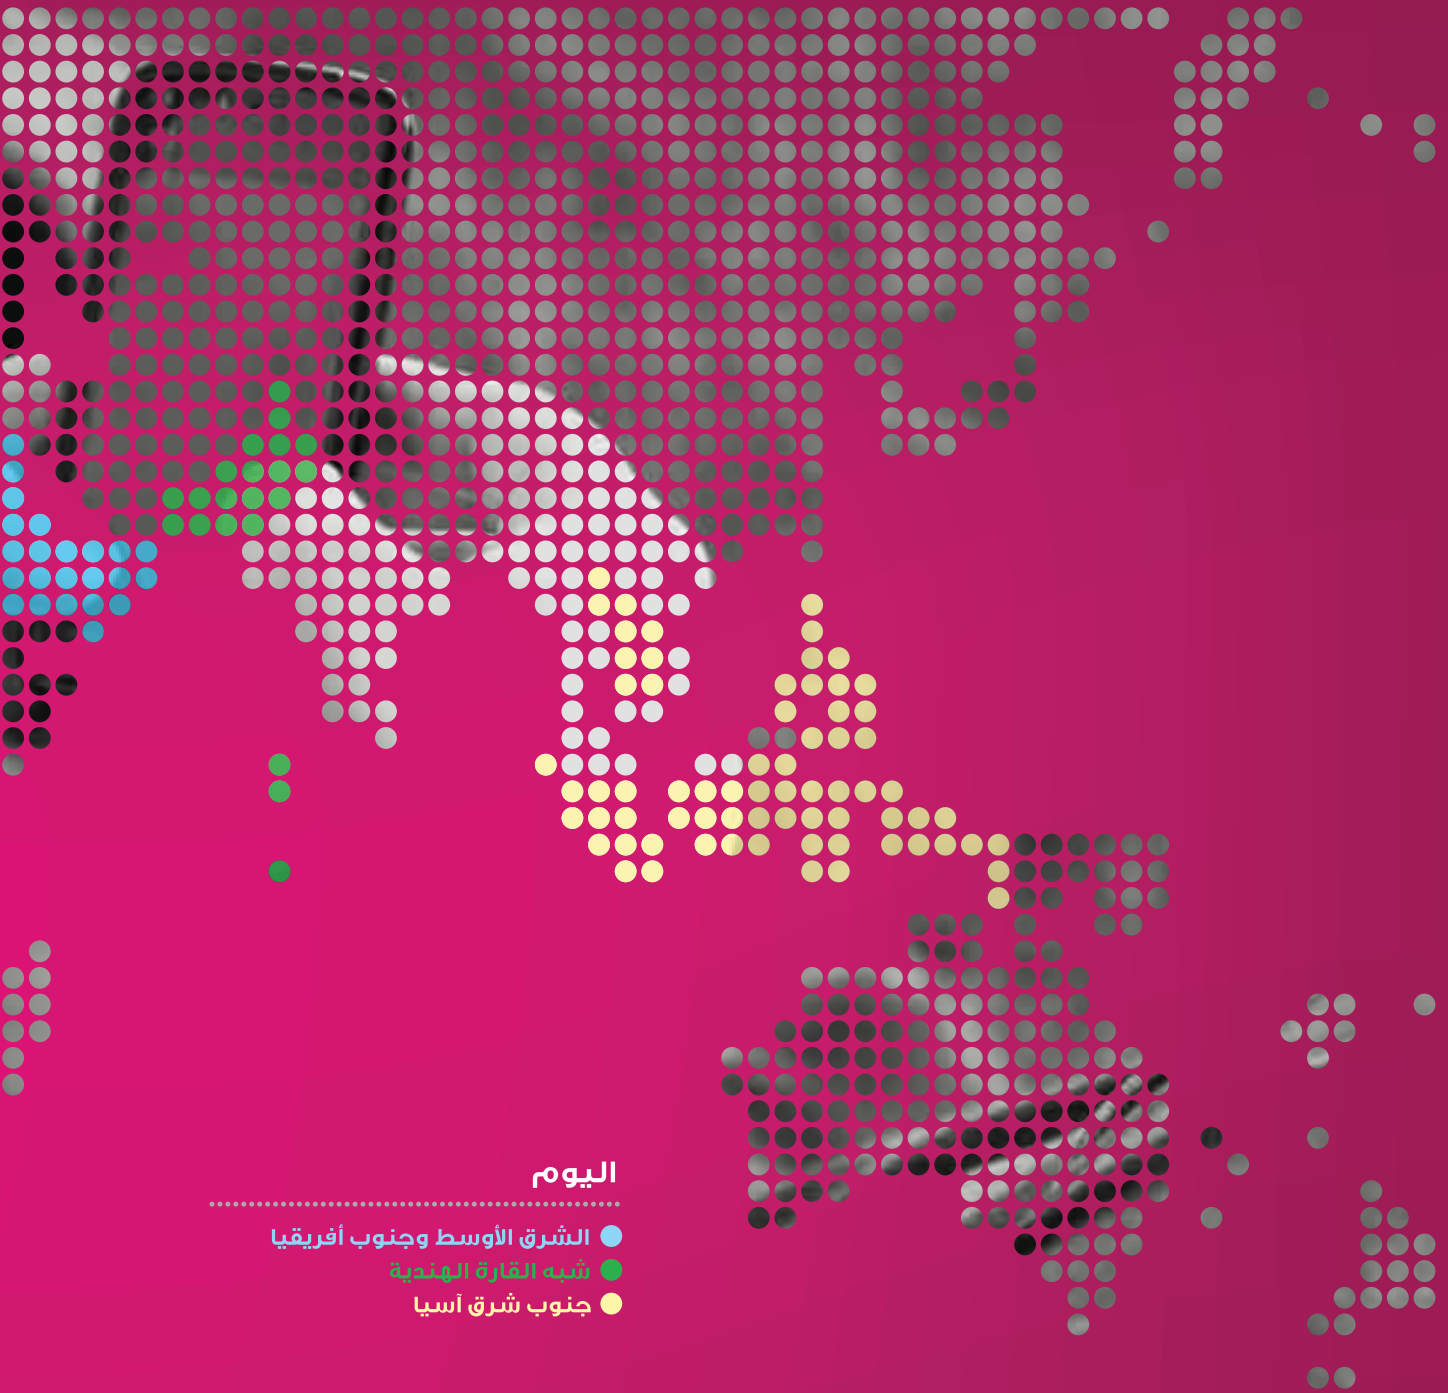 اليوم
الشرق الأوسط وجنوب أفريقيا
شبه القارة الهندية
جنوب شرق آسيا